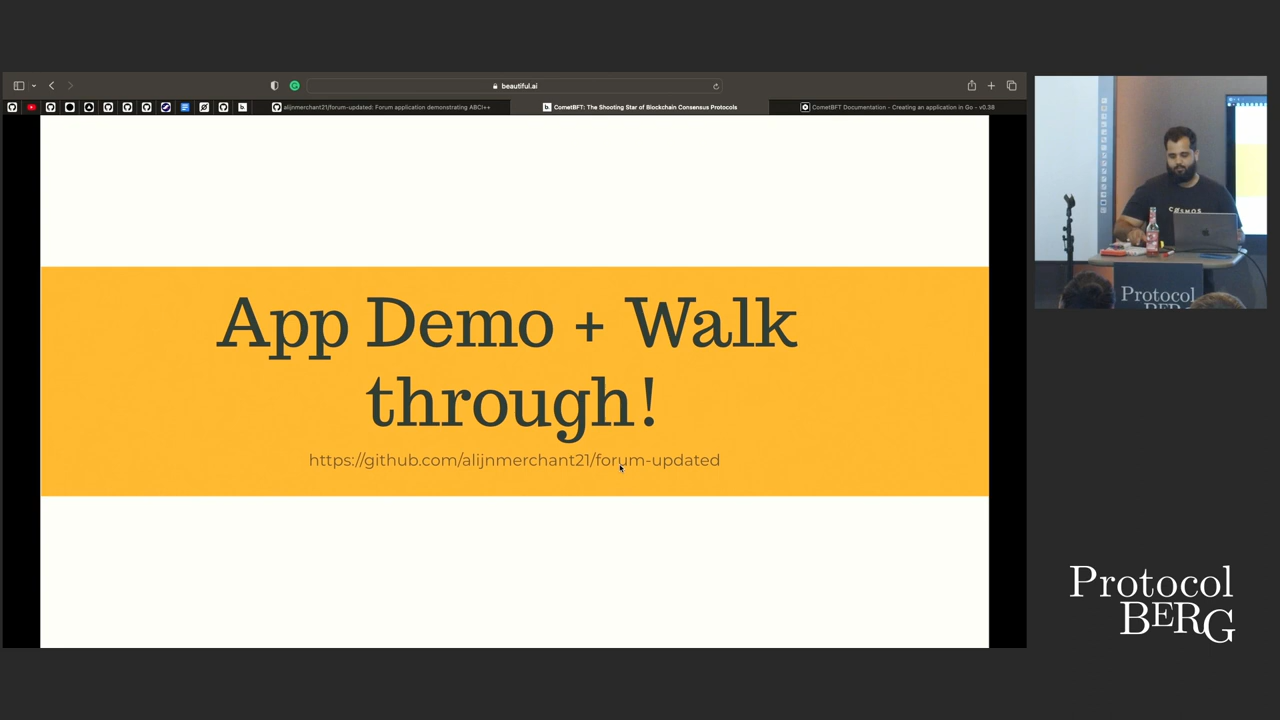 beautiful.ai
alijnmerchant21/forum-updated: Forum application demonstrating ABCI++
CometBFT: The Shooting Star of Blockchain Consensus Protocols
CometBFT Documentation - Creating an application in Go - v0.38
App Demo + Walk
through!
https://github.com/alijnmerchant21/forum-updated
COSMOS
Protocol
BERG
Protocol
BERG